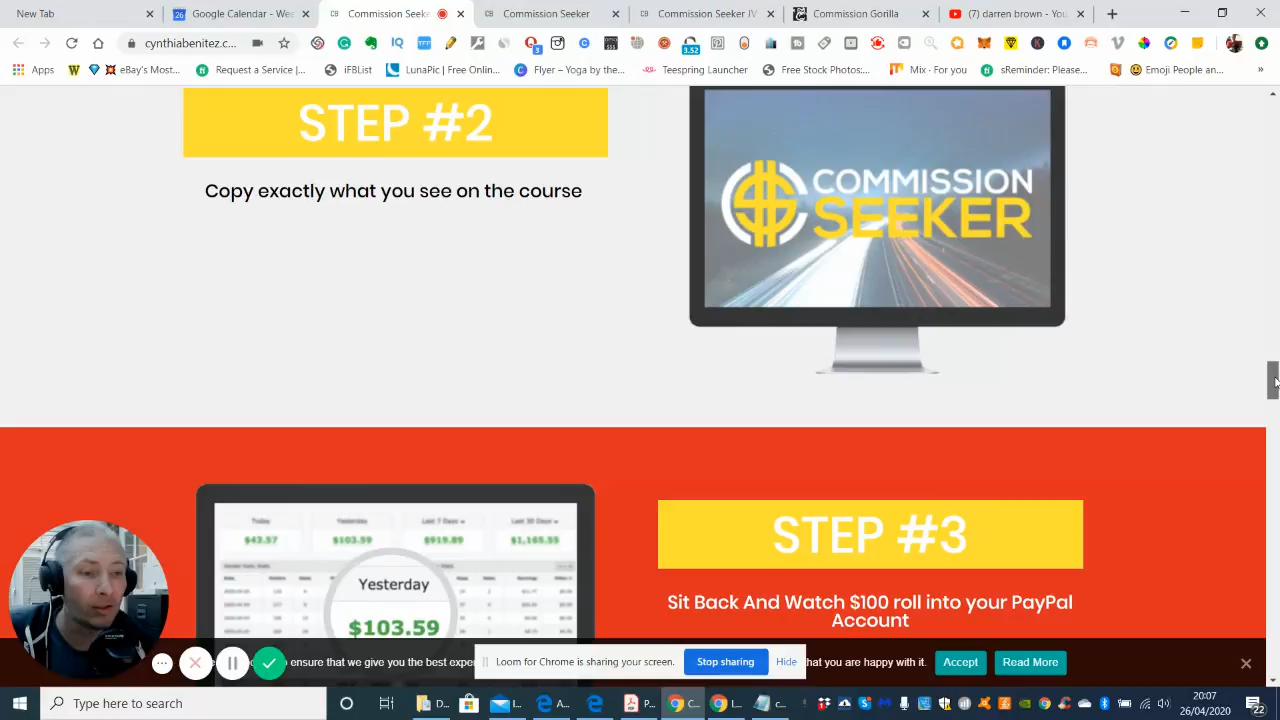 New Tab
Google Calendar - We
Commission Seeker
Commission Seeker
Commission Seeker JV
Commission Gorilla
(7) darren brown - You
cynthiabenitez.c...
Apps
eBay's Most...
Request a Service |...
iFBList
LunaPic | Free Onlin...
Flyer – Yoga by the...
Teespring Launcher
Free Stock Photos:...
Mix · For you
sReminder: Please...
Emoji People an...
STEP #2
Copy exactly what you see on the course
COMMISSION
SEEKER
STEP #3
Sit Back And Watch $100 roll into your PayPal
Account
Today
Yesterday
Last 7 Days
Last 30 Days
$43.57
$103.59
$919.89
$1,165.55
Yesterday
$103.59
to ensure that we give you the best exper
Loom for Chrome is sharing your screen.
Stop sharing
Hide
hat you are happy with it.
Accept
Read More
Type here to search
20:07
26/04/2020
22